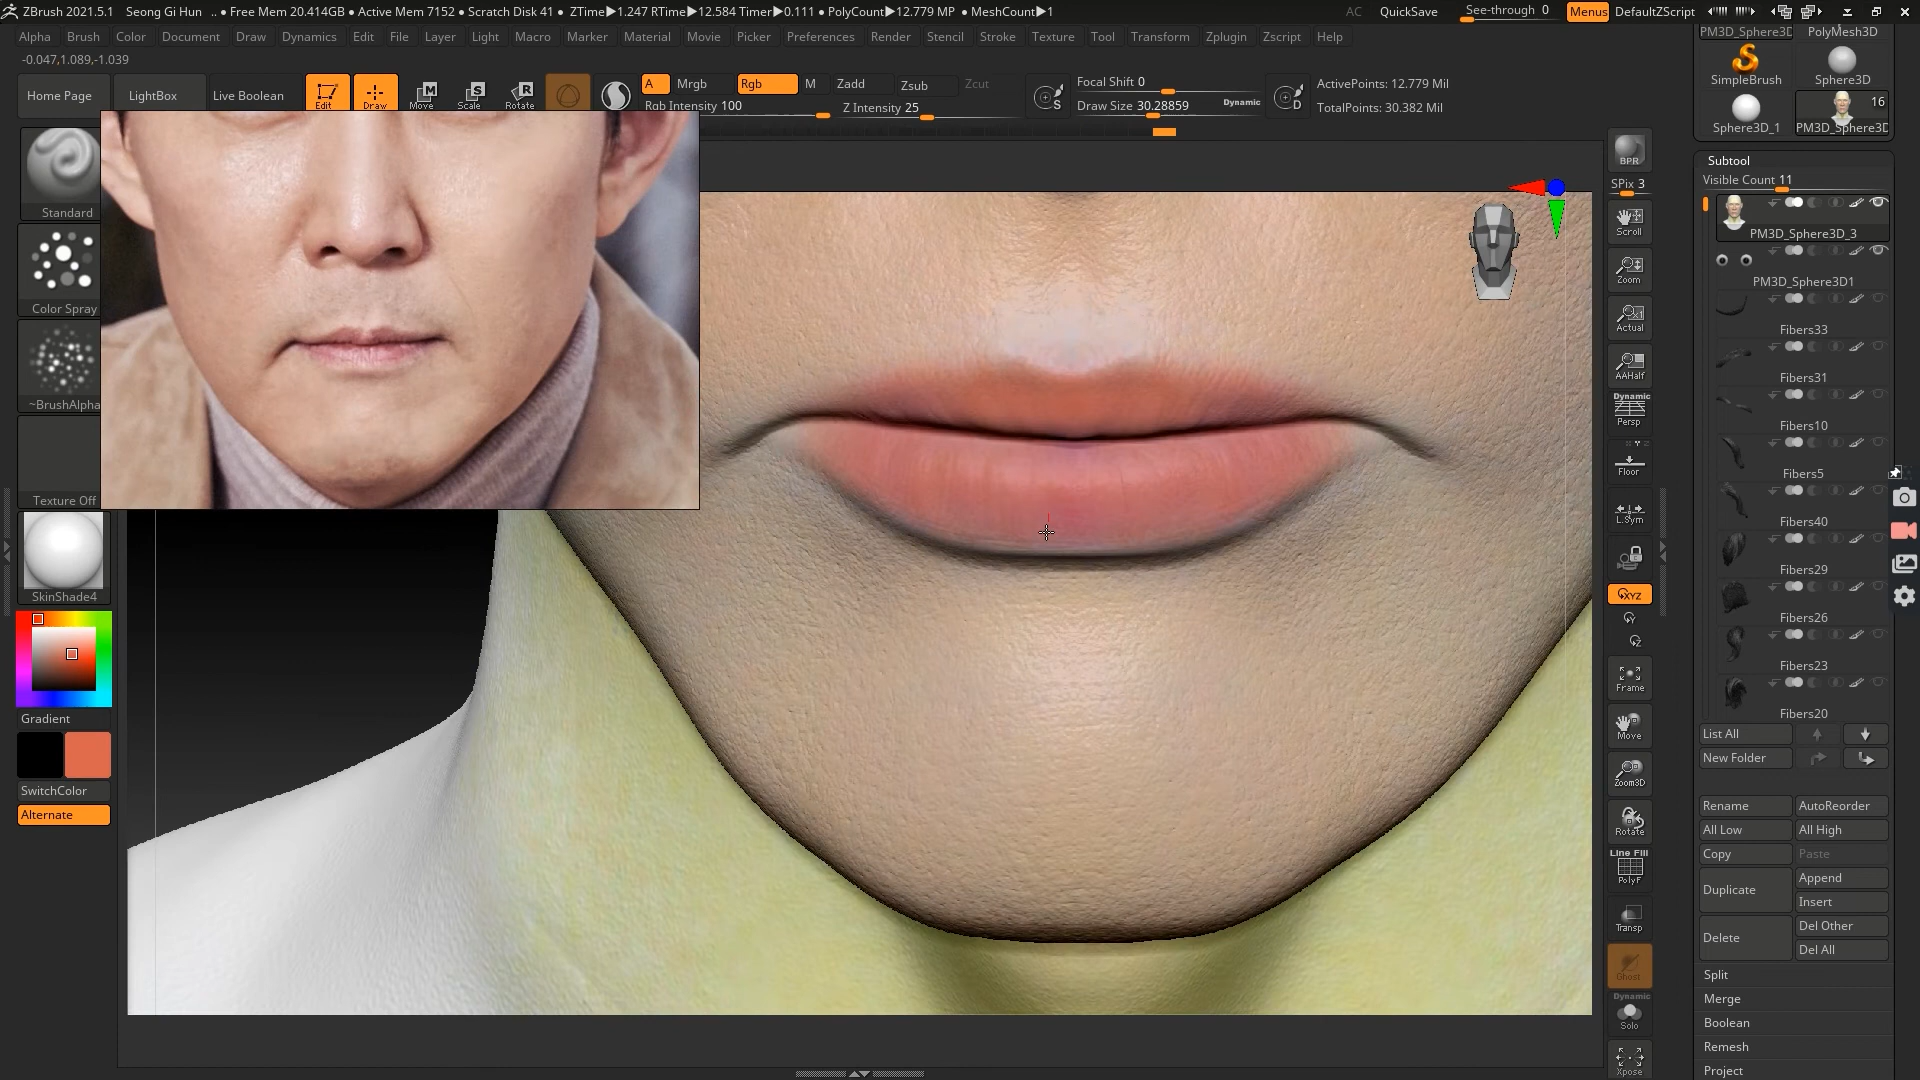 ZBrush 2021.5.1 Seong Gi Hun .. ● Free Mem 20.414GB ● Active Mem 7152 ● Scratch Disk 41 ● ZTime▶1.247 RTime▶12.584 Timer▶0.111 ● PolyCount▶12.779 MP ● MeshCount▶1 AC QuickSave See-through 0 Menus DefaultZScript
Alpha Brush Color Document Draw Dynamics Edit File Layer Light Macro Marker Material Movie Picker Preferences Render Stencil Stroke Texture Tool Transform Zplugin Zscript Help
-0.047,1.089,-1.039
Home Page LightBox Live Boolean Edit Draw Move Scale Rotate
A Mrgb Rgb M Zadd Zsub Zcut
Rgb Intensity 100 Z Intensity 25
Focal Shift 0
Draw Size 30.28859 Dynamic
ActivePoints: 12.779 Mil
TotalPoints: 30.382 Mil
Standard
Color Spray
~BrushAlpha
Texture Off
SkinShade4
Gradient
SwitchColor
Alternate
BPR
SPix 3
Scroll
Zoom
Actual
AAHalf
Dynamic
Persp
Floor
L.Sym
XYZ
Frame
Move
Zoom3D
Rotate
Line Fill
PolyF
Transp
Ghost
Dynamic
Solo
Xpose
PM3D_Sphere3D PolyMesh3D
SimpleBrush Sphere3D
16
Sphere3D_1 PM3D_Sphere3D
Subtool
Visible Count 11
PM3D_Sphere3D_3
PM3D_Sphere3D1
Fibers33
Fibers31
Fibers10
Fibers5
Fibers40
Fibers29
Fibers26
Fibers23
Fibers20
List All
New Folder
Rename AutoReorder
All Low All High
Copy Paste
Duplicate Append
Insert
Delete Del Other
Del All
Split
Merge
Boolean
Remesh
Project